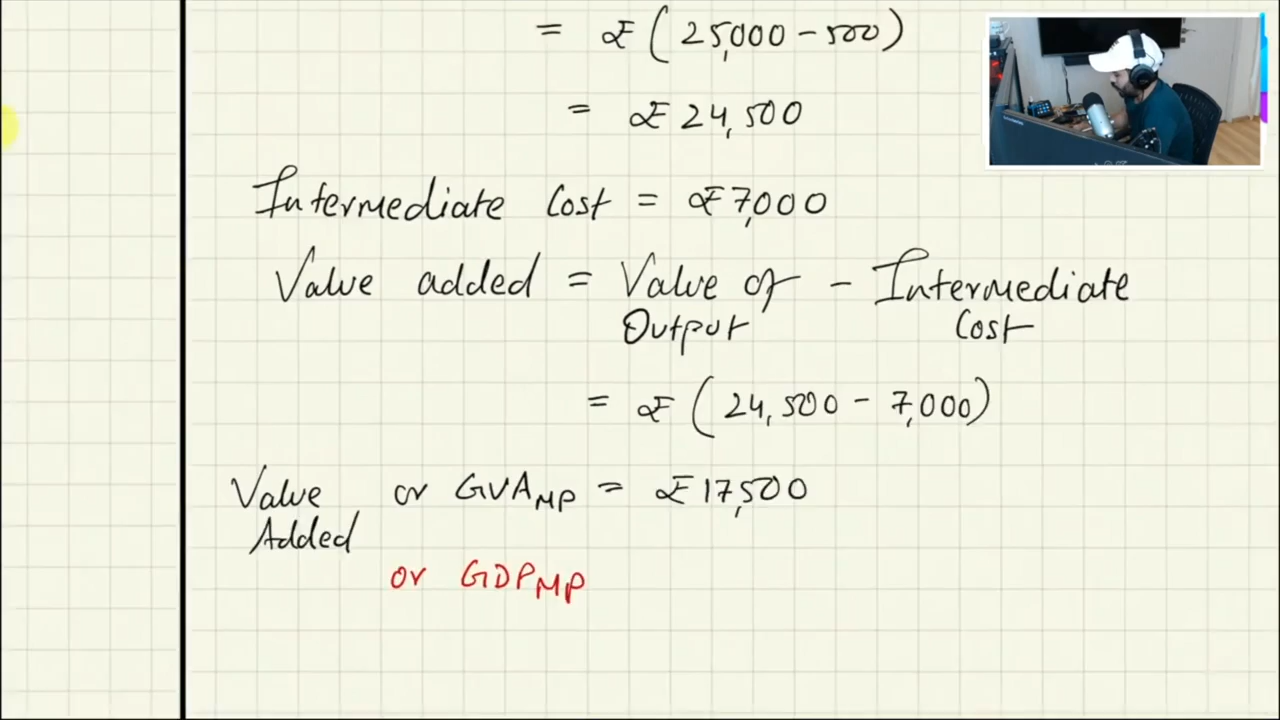 = £ (25,000 - 500)
= £ 24,500
Intermediate Cost = £7,000
Value added = Value of Output - Intermediate Cost
= £ (24,500 - 7,000)
Value Added or GVAMP = £17,500
or GDPMP